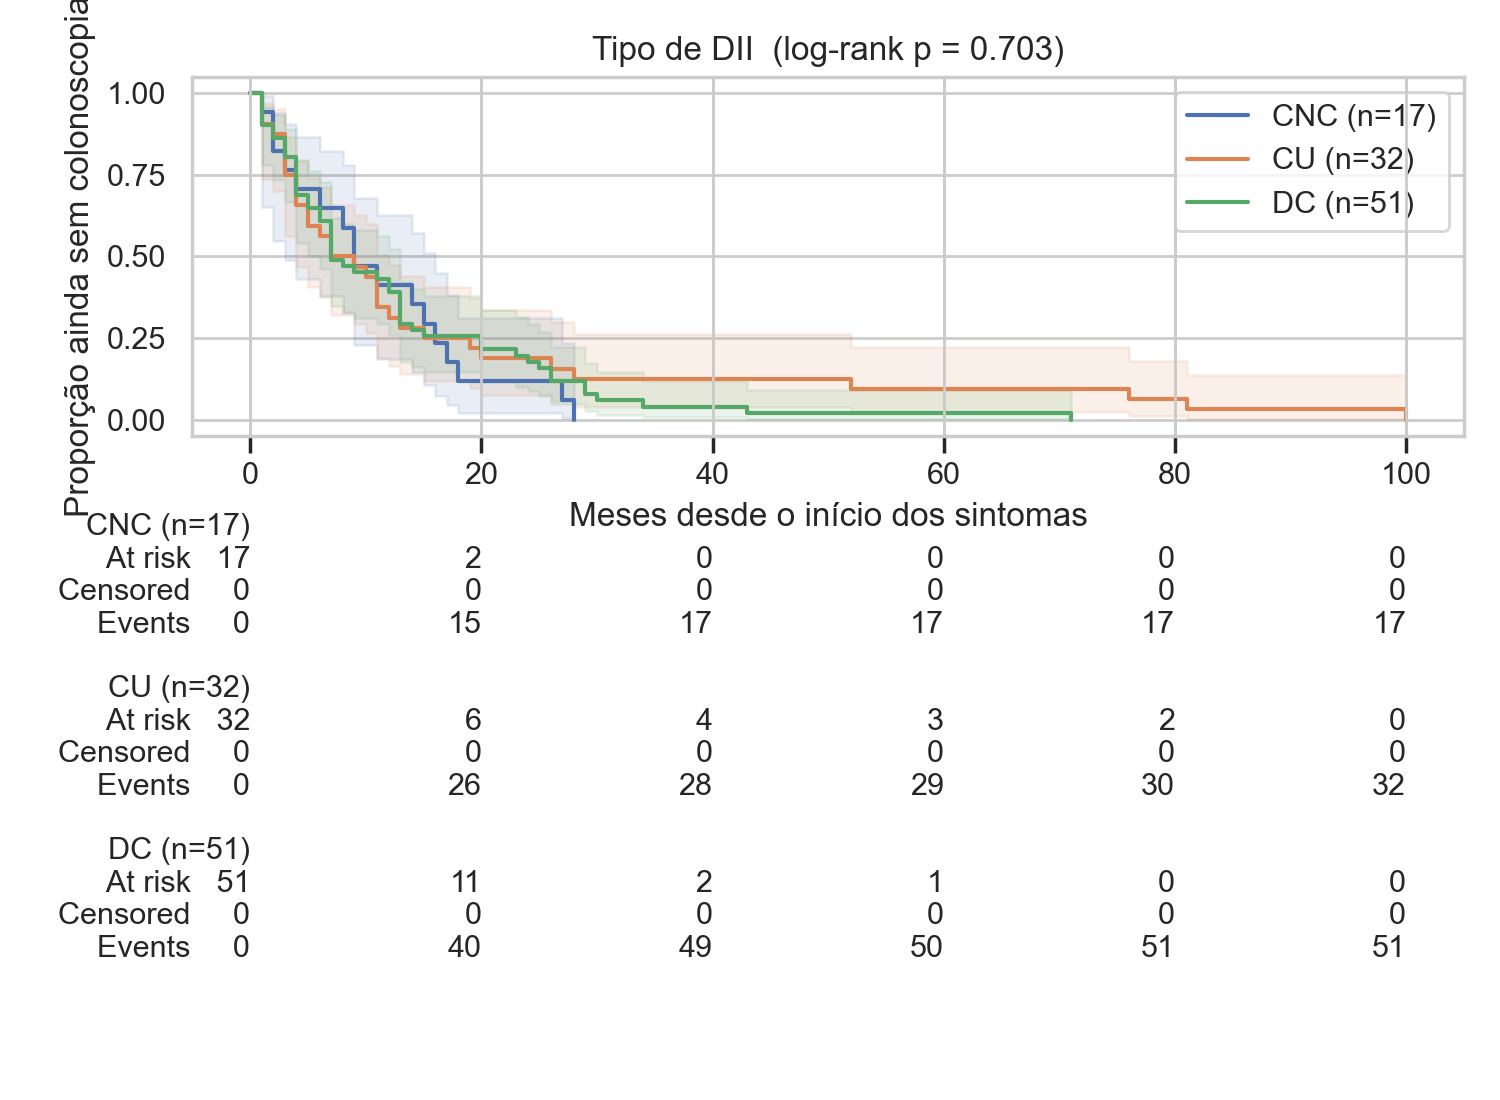 Tipo de DII  (log-rank p = 0.703)
Proporção ainda sem colonoscopia
1.00
0.75
0.50
0.25
0.00
CNC (n=17)
CU (n=32)
DC (n=51)
0 20 40 60 80 100
Meses desde o início dos sintomas
CNC (n=17)
At risk 17 2 0 0 0 0
Censored 0 0 0 0 0 0
Events 0 15 17 17 17 17
CU (n=32)
At risk 32 6 4 3 2 0
Censored 0 0 0 0 0 0
Events 0 26 28 29 30 32
DC (n=51)
At risk 51 11 2 1 0 0
Censored 0 0 0 0 0 0
Events 0 40 49 50 51 51